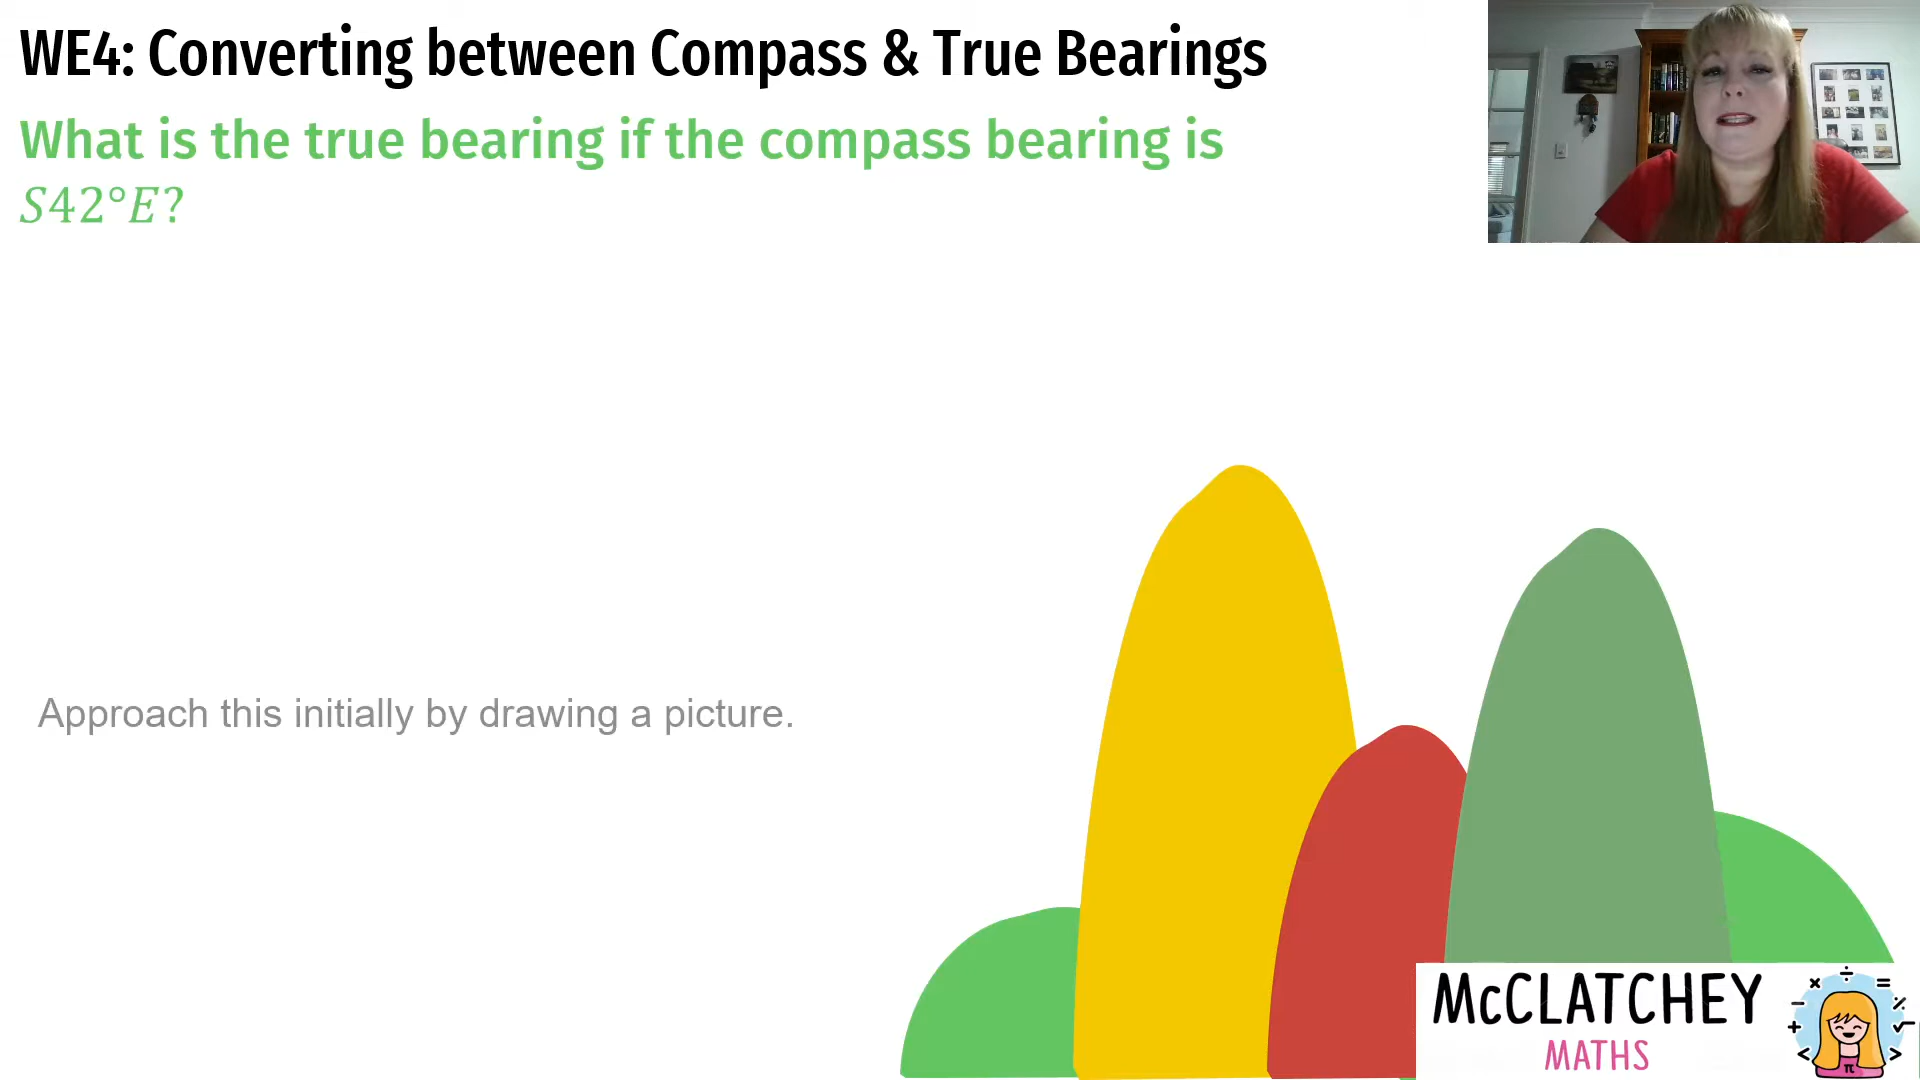 WE4: Converting between Compass & True Bearings
What is the true bearing if the compass bearing is
S42°E?
Approach this initially by drawing a picture.
McCLATCHEY
MATHS